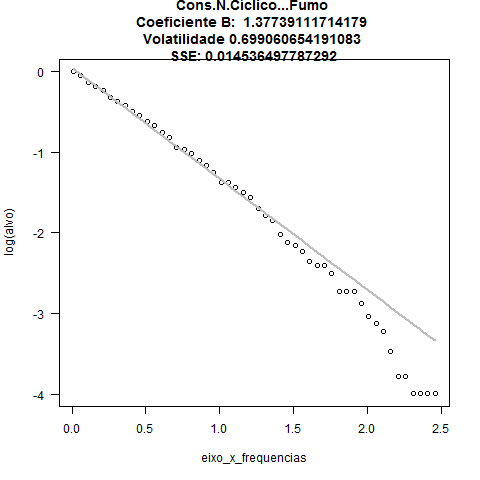 Cons.N.Ciclico...Fumo
Coeficiente B:  1.37739111714179
Volatilidade 0.699060654191083
SSE: 0.014536497787292
0
-1
-2
-3
-4
log(alvo)
0.0 0.5 1.0 1.5 2.0 2.5
eixo_x_frequencias